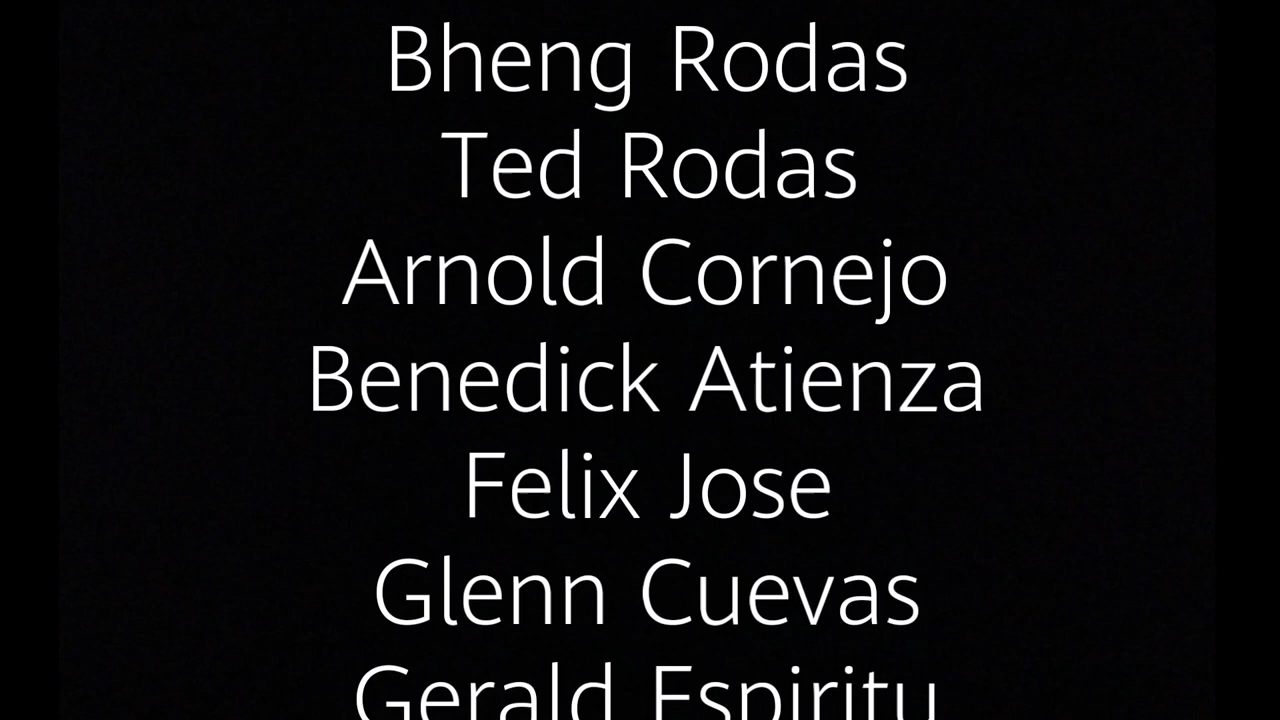 Bheng Rodas
Ted Rodas
Arnold Cornejo
Benedick Atienza
Felix Jose
Glenn Cuevas
Gerald Espiritu